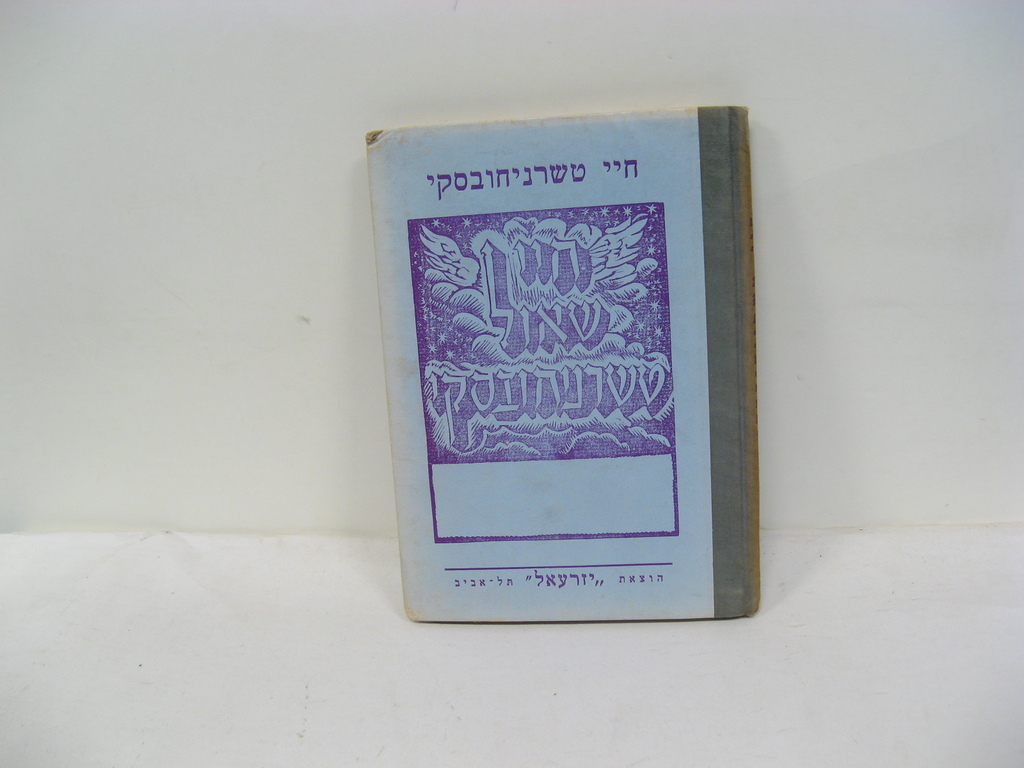 חיי טשרניחובסקי
חיי
שאול
טשרניחובסקי
הוצאת „יזרעאל" תל-אביב